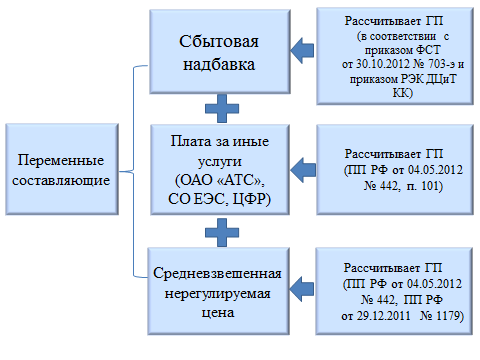 Сбытовая
надбавка
Рассчитывает ГП
(в соответствии с
приказом ФСТ
от 30.10.2012 № 703-э и
приказом РЭК ДЦиТ
КК)
Переменные
составляющие
Плата за иные
услуги
(ОАО «АТС»,
СО ЕЭС, ЦФР)
Рассчитывает ГП
(ПП РФ от 04.05.2012
№ 442, п. 101)
Средневзвешенная
нерегулируемая
цена
Рассчитывает ГП
(ПП РФ от 04.05.2012
№ 442, ПП РФ
от 29.12.2011 № 1179)